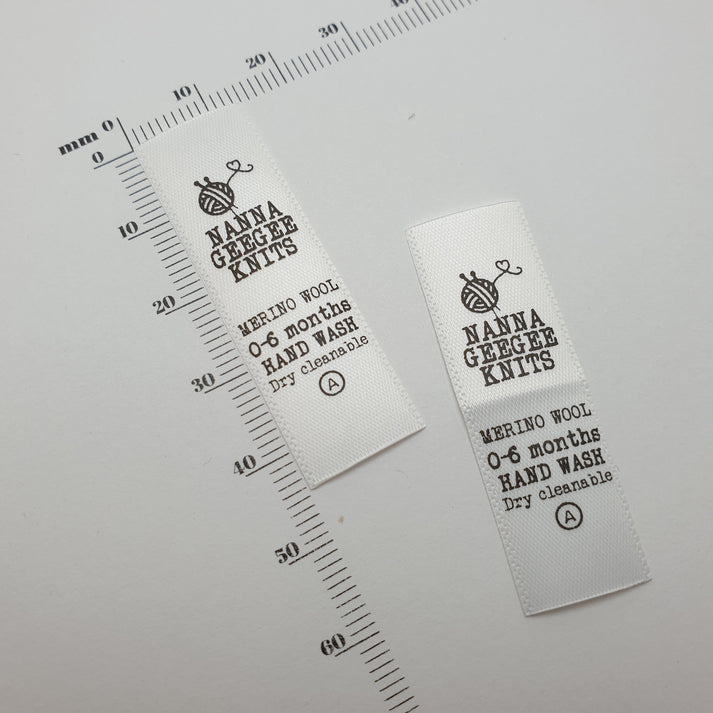 mm 0
10
20
30
40
0
10
20
30
40
50
60
NANNA
GEEGEE
KNITS
MERINO WOOL
0-6 months
HAND WASH
Dry cleanable
A
NANNA
GEEGEE
KNITS
MERINO WOOL
0-6 months
HAND WASH
Dry cleanable
A